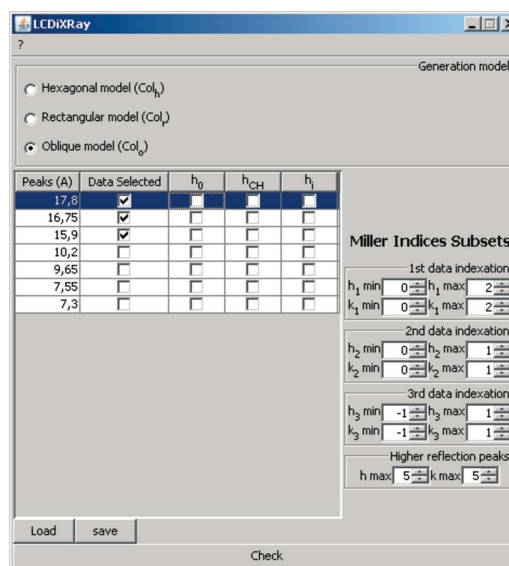 LCDiXRay
?
Generation model
Hexagonal model (Colh)
Rectangular model (Colr)
Oblique model (Colo)
Peaks (A) Data Selected h0 hCH hi
17,8
16,75
15,9
10,2
9,65
7,55
7,3
Miller Indices Subsets
1st data indexation
h1 min 0 h1 max 2
k1 min 0 k1 max 2
2nd data indexation
h2 min 0 h2 max 1
k2 min 0 k2 max 1
3rd data indexation
h3 min -1 h3 max 1
k3 min -1 k3 max 1
Higher reflection peaks
h max 5 k max 5
Load save
Check